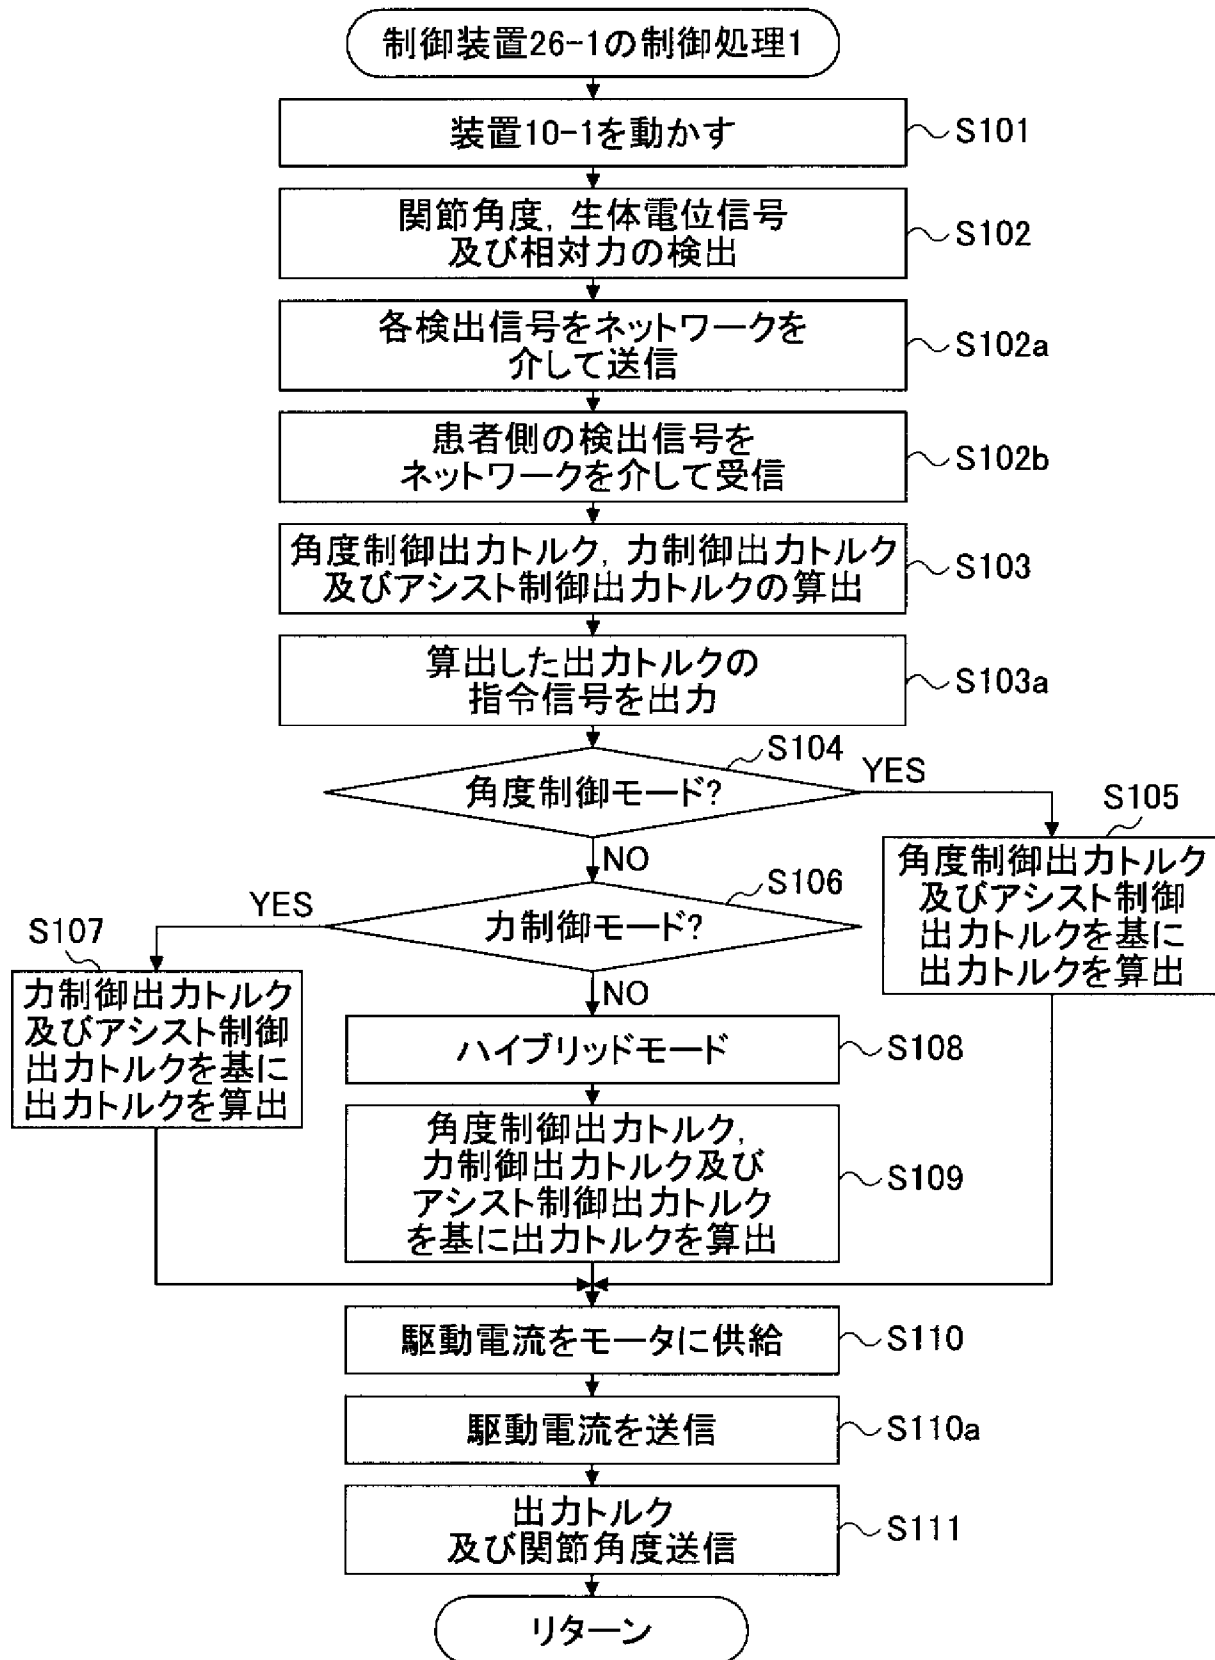 制御装置26-1の制御処理1
装置10-1を動かす
S101
関節角度, 生体電位信号
及び相対力の検出
S102
各検出信号をネットワークを
介して送信
S102a
患者側の検出信号を
ネットワークを介して受信
S102b
角度制御出力トルク, 力制御出力トルク
及びアシスト制御出力トルクの算出
S103
算出した出力トルクの
指令信号を出力
S103a
S104
角度制御モード?
YES
NO
S105
角度制御出力トルク
及びアシスト制御
出力トルクを基に
出力トルクを算出
S106
力制御モード?
YES
NO
S107
力制御出力トルク
及びアシスト制御
出力トルクを基に
出力トルクを算出
ハイブリッドモード
S108
角度制御出力トルク,
力制御出力トルク及び
アシスト制御出力トルク
を基に出力トルクを算出
S109
駆動電流をモータに供給
S110
駆動電流を送信
S110a
出力トルク
及び関節角度送信
S111
リターン